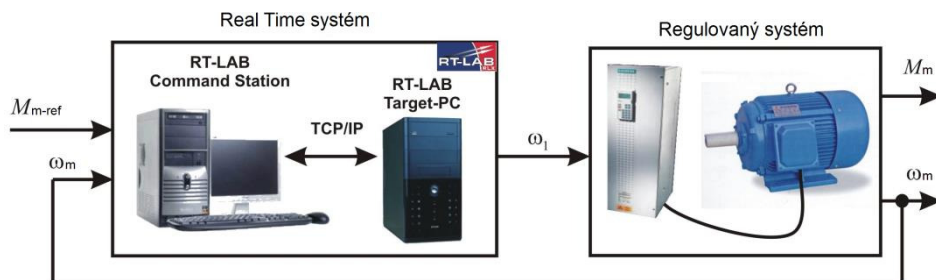 Real Time systém
Regulovaný systém
RT-LAB
Command Station
RT-LAB
RT-LAB
Target-PC
TCP/IP
Mm-ref
ωm
ω1
Mm
ωm